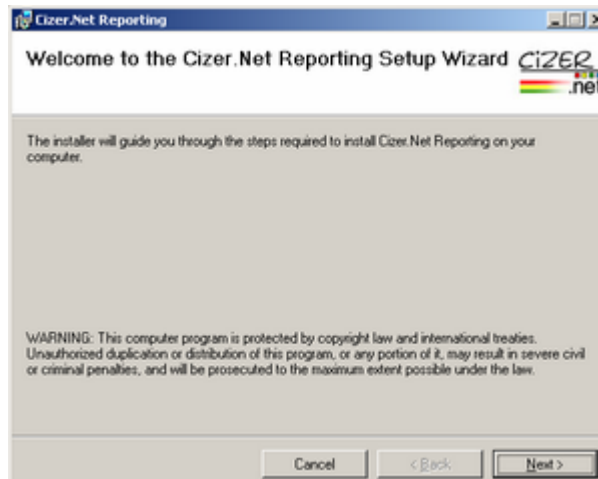 Cizer.Net Reporting
Welcome to the Cizer.Net Reporting Setup Wizard
CiZER
.net
The installer will guide you through the steps required to install Cizer.Net Reporting on your
computer.
WARNING: This computer program is protected by copyright law and international treaties.
Unauthorized duplication or distribution of this program, or any portion of it, may result in severe civil
or criminal penalties, and will be prosecuted to the maximum extent possible under the law.
Cancel
< Back
Next >